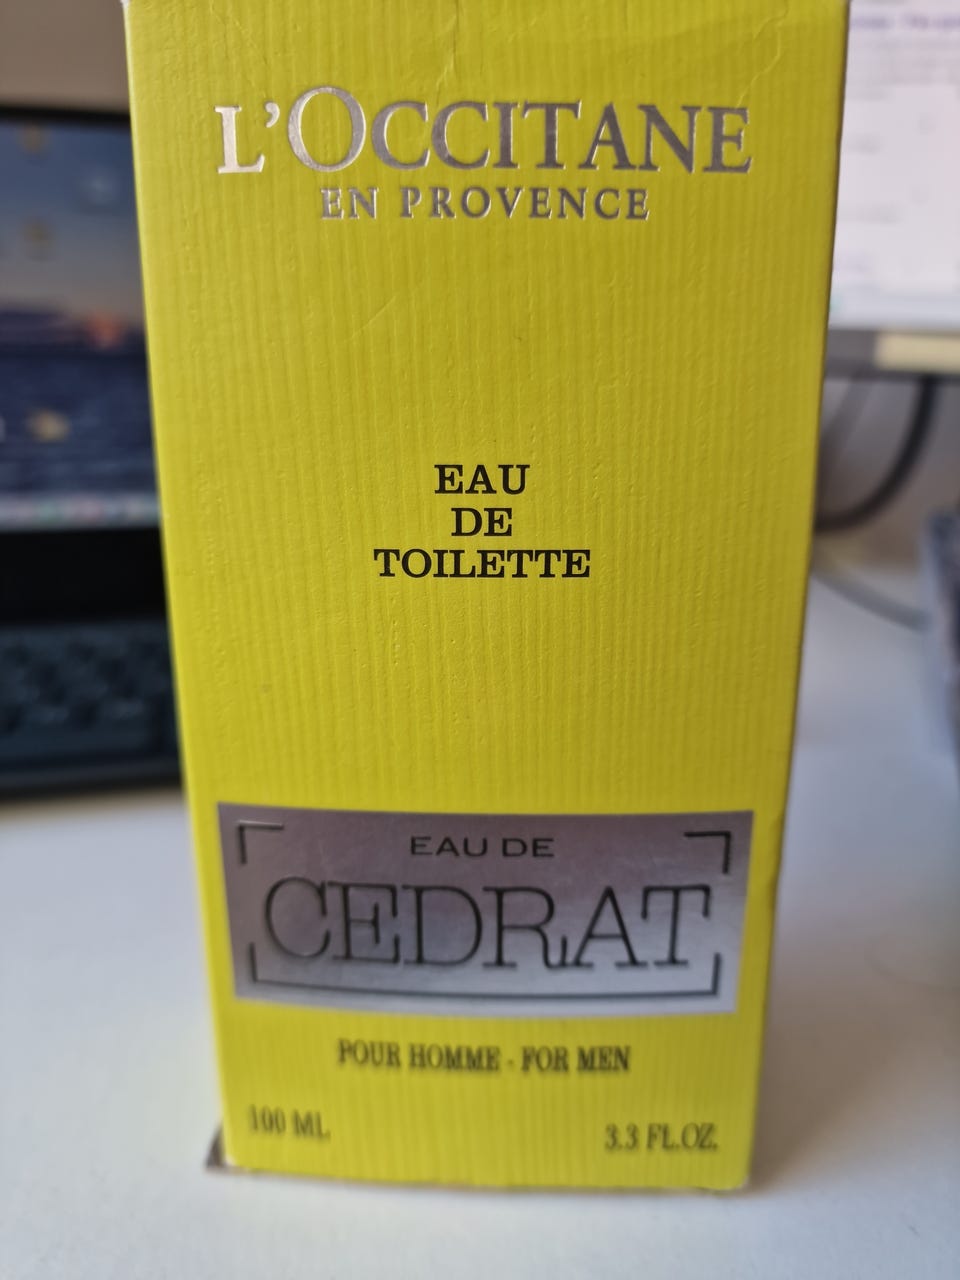 L'OCCITANE
EN PROVENCE
EAU
DE
TOILETTE
EAU DE
CEDRAT
POUR HOMME - FOR MEN
100 ML
3.3 FL.OZ.